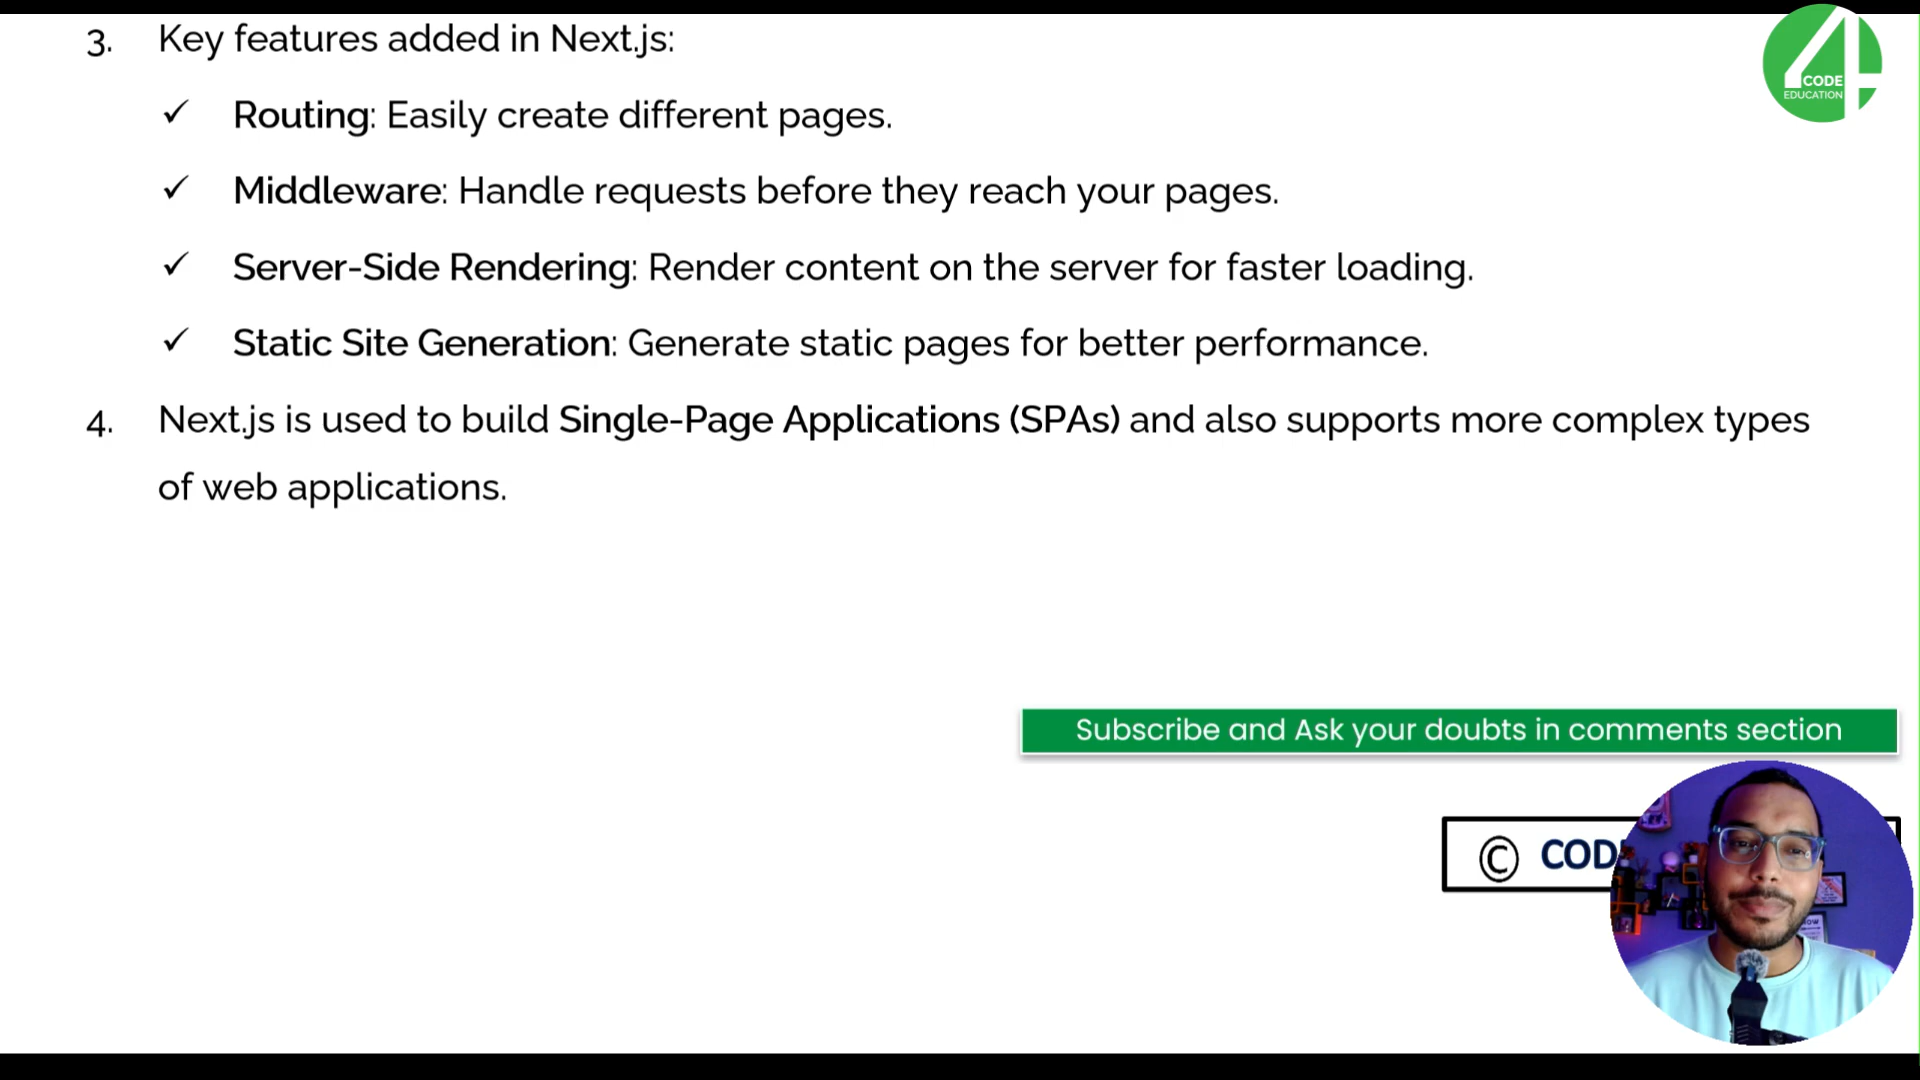 3. Key features added in Next.js:
✓ Routing: Easily create different pages.
✓ Middleware: Handle requests before they reach your pages.
✓ Server-Side Rendering: Render content on the server for faster loading.
✓ Static Site Generation: Generate static pages for better performance.
4. Next.js is used to build Single-Page Applications (SPAs) and also supports more complex types
of web applications.
4
CODE
EDUCATION
Subscribe and Ask your doubts in comments section
©